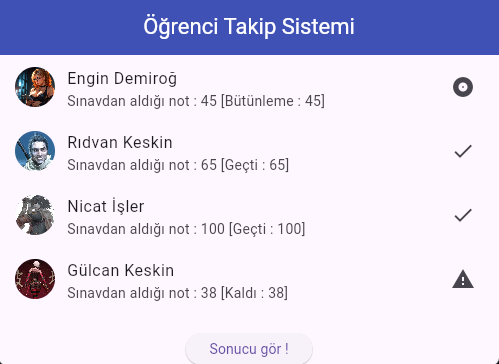 Öğrenci Takip Sistemi
Engin Demiroğ
Sınavdan aldığı not : 45 [Bütünleme : 45]
Rıdvan Keskin
Sınavdan aldığı not : 65 [Geçti : 65]
Nicat İşler
Sınavdan aldığı not : 100 [Geçti : 100]
Gülcan Keskin
Sınavdan aldığı not : 38 [Kaldı : 38]
Sonucu gör !